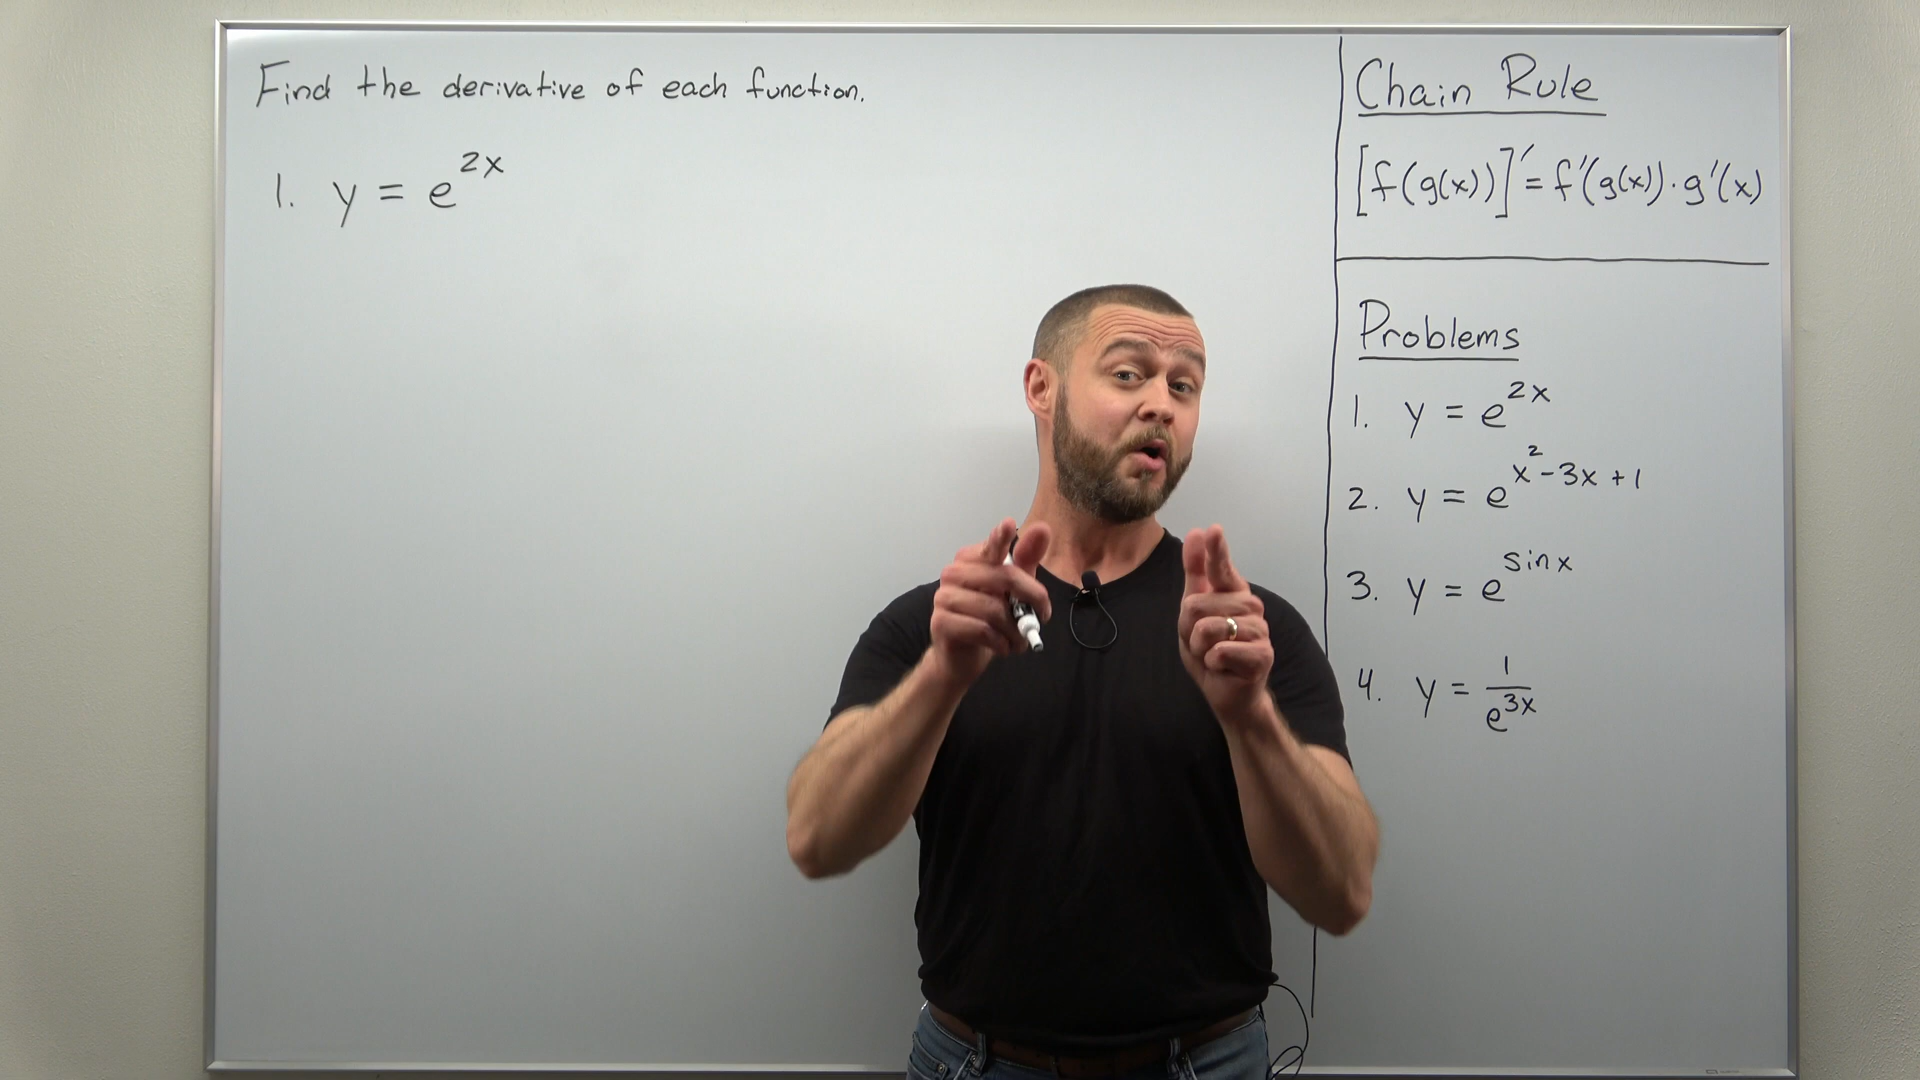 Find the derivative of each function.
1. y = e^{2x}
Chain Rule
[f(g(x))]' = f'(g(x)) · g'(x)
Problems
1. y = e^{2x}
2. y = e^{x^2 - 3x + 1}
3. y = e^{sin x}
4. y = 1/e^{3x}